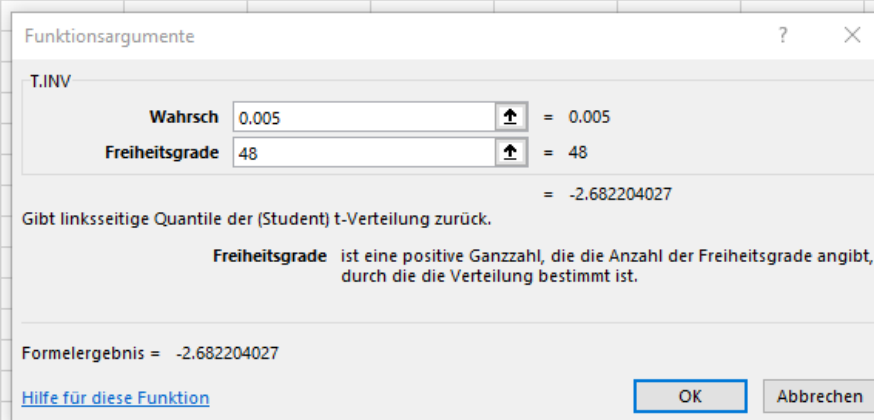 Funktionsargumente ? ×
T.INV
Wahrsch 0.005 = 0.005
Freiheitsgrade 48 = 48
= -2.682204027
Gibt linksseitige Quantile der (Student) t-Verteilung zurück.
Freiheitsgrade ist eine positive Ganzzahl, die die Anzahl der Freiheitsgrade angibt,
durch die die Verteilung bestimmt ist.
Formelergebnis = -2.682204027
Hilfe für diese Funktion OK Abbrechen